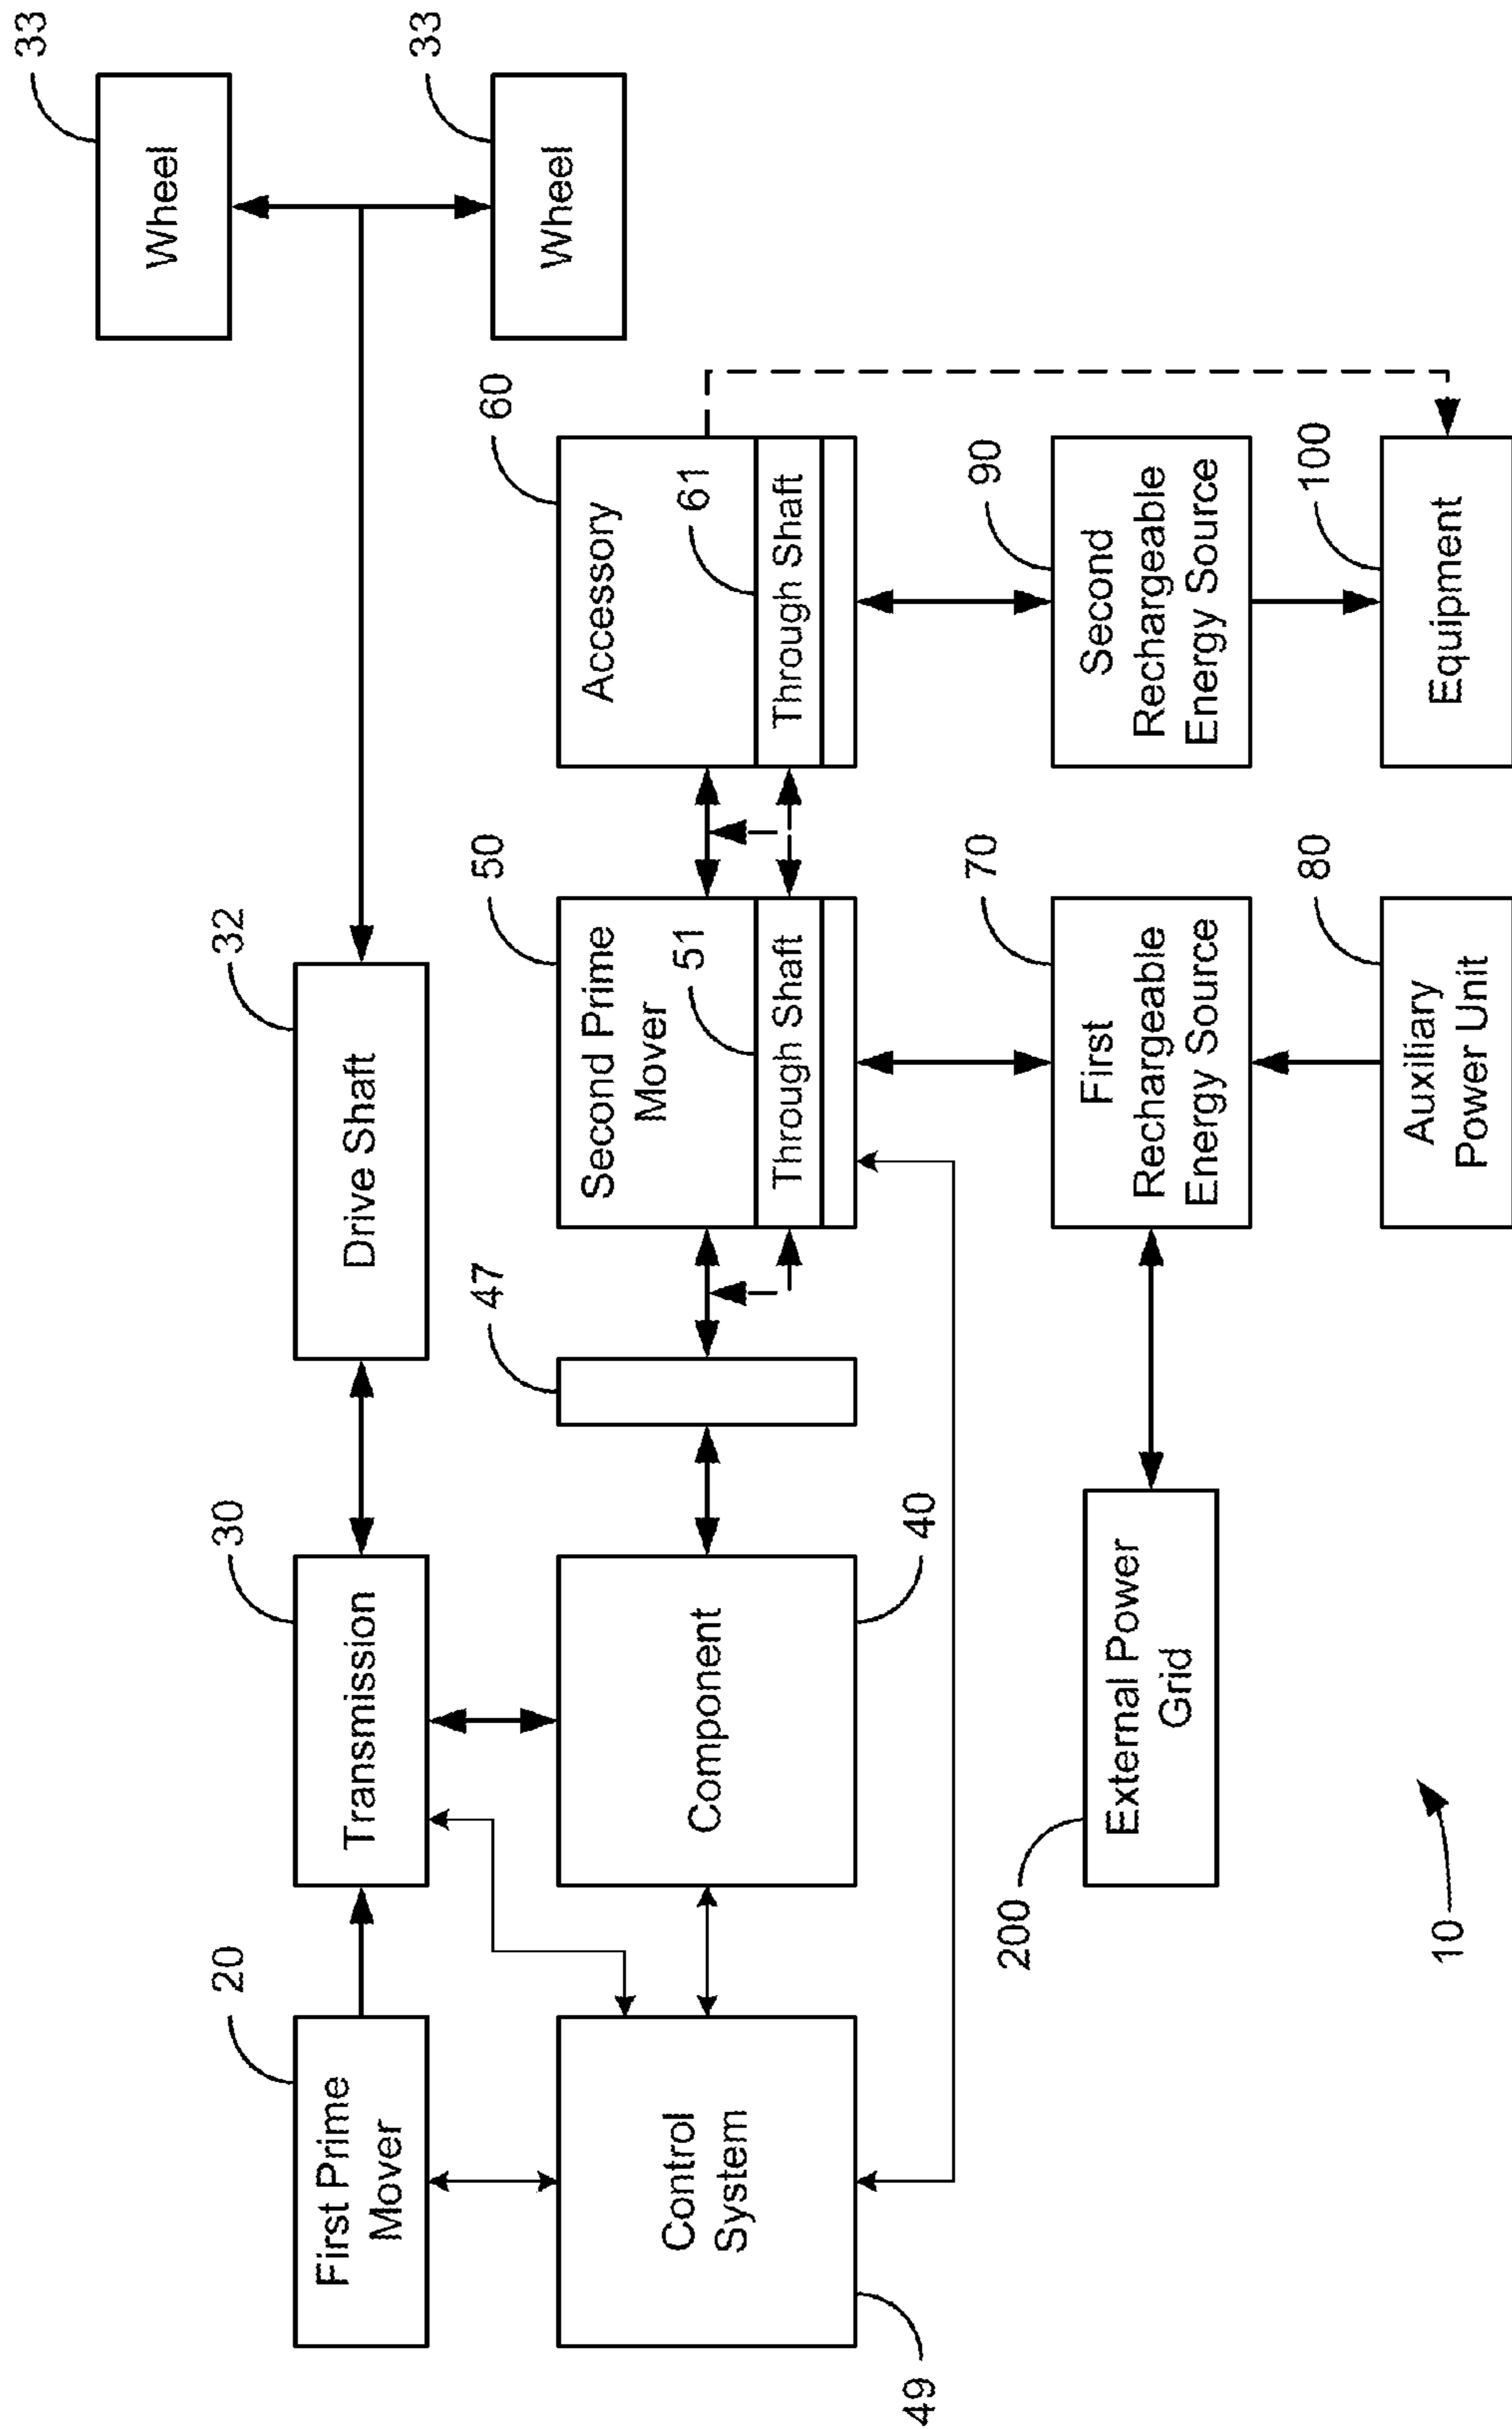 33
Wheel
33
Wheel
20
First Prime
Mover
30
Transmission
32
Drive Shaft
49
Control
System
40
Component
47
50
Second Prime
Mover
51
Through Shaft
60
Accessory
61
Through Shaft
200
External Power
Grid
70
First
Rechargeable
Energy Source
90
Second
Rechargeable
Energy Source
80
Auxiliary
Power Unit
100
Equipment
10